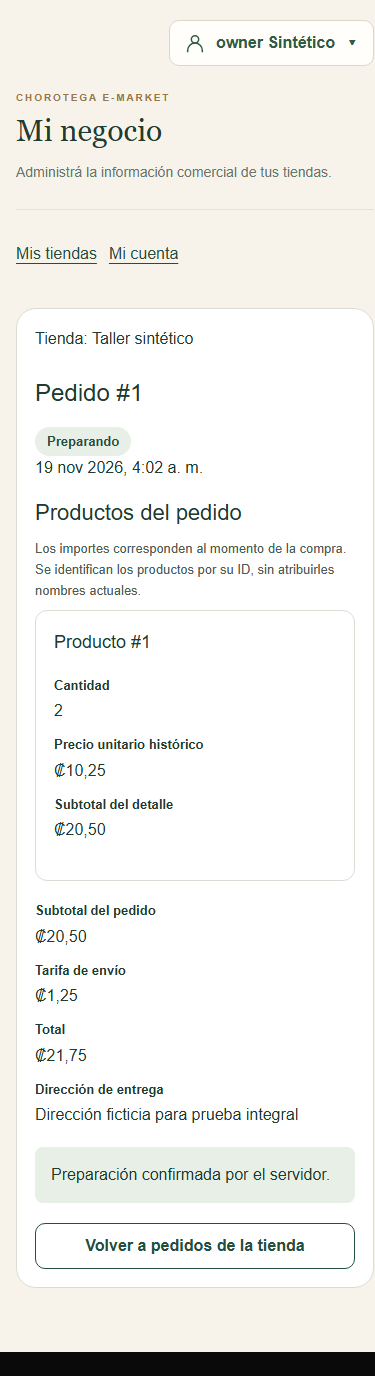 owner Sintético
CHOROTEGA E-MARKET
Mi negocio
Administrá la información comercial de tus tiendas.
Mis tiendas Mi cuenta
Tienda: Taller sintético
Pedido #1
Preparando
19 nov 2026, 4:02 a. m.
Productos del pedido
Los importes corresponden al momento de la compra.
Se identifican los productos por su ID, sin atribuirles
nombres actuales.
Producto #1
Cantidad
2
Precio unitario histórico
₡10,25
Subtotal del detalle
₡20,50
Subtotal del pedido
₡20,50
Tarifa de envío
₡1,25
Total
₡21,75
Dirección de entrega
Dirección ficticia para prueba integral
Preparación confirmada por el servidor.
Volver a pedidos de la tienda